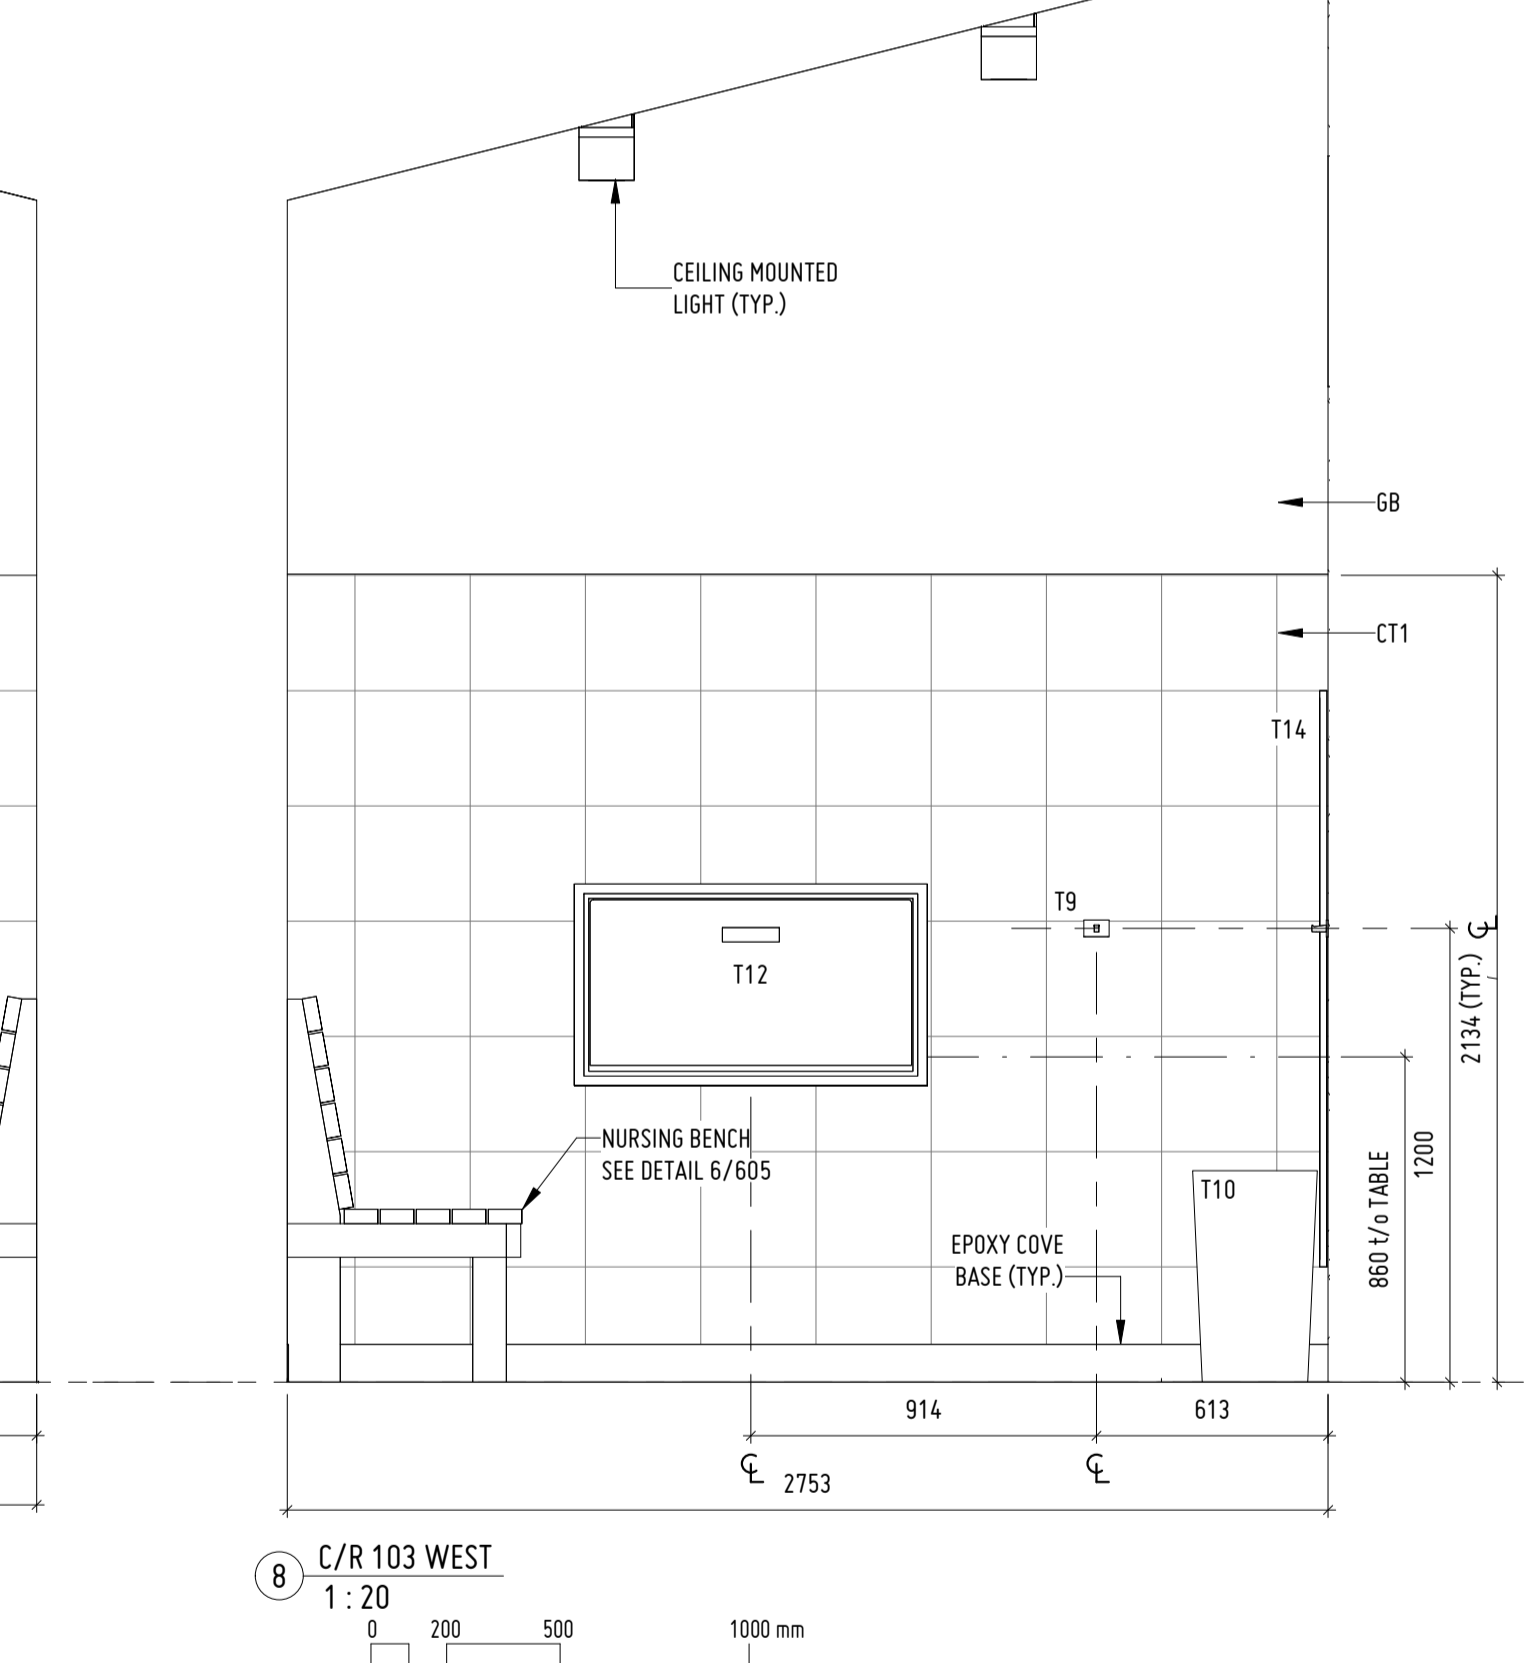 CEILING MOUNTED
LIGHT (TYP.)
GB
CT1
T14
T9
T12
2134 (TYP.)
1200
860 t/o TABLE
NURSING BENCH
SEE DETAIL 6/605
T10
EPOXY COVE
BASE (TYP.)
914
613
2753
8
C/R 103 WEST
1 : 20
0 200 500 1000 mm